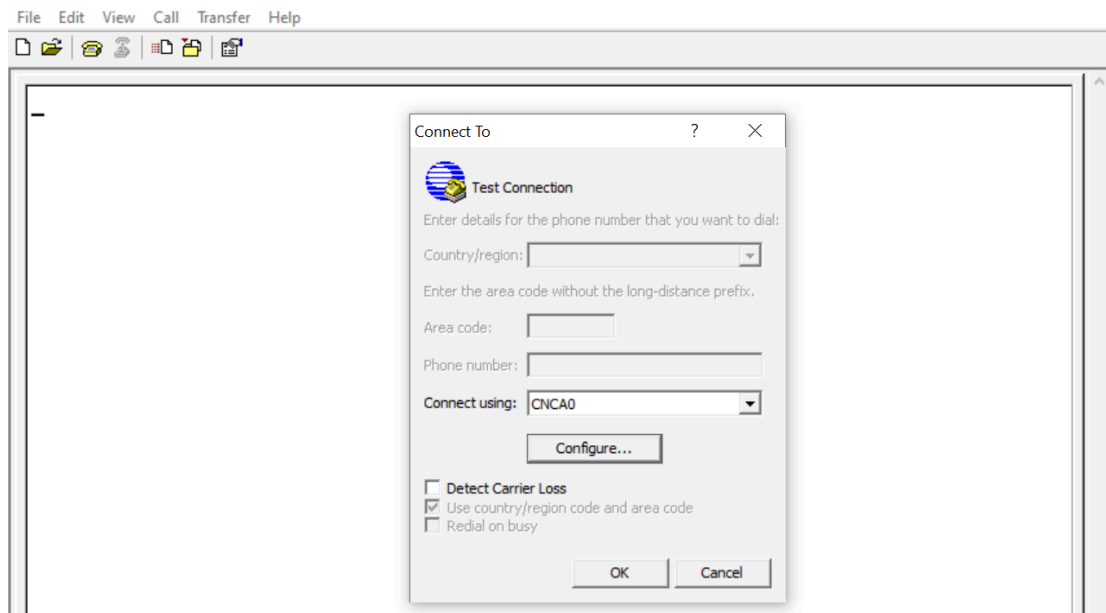 File Edit View Call Transfer Help
Connect To ?
Test Connection
Enter details for the phone number that you want to dial:
Country/region:
Enter the area code without the long-distance prefix.
Area code:
Phone number:
Connect using: CNCA0
Configure...
Detect Carrier Loss
Use country/region code and area code
Redial on busy
OK Cancel